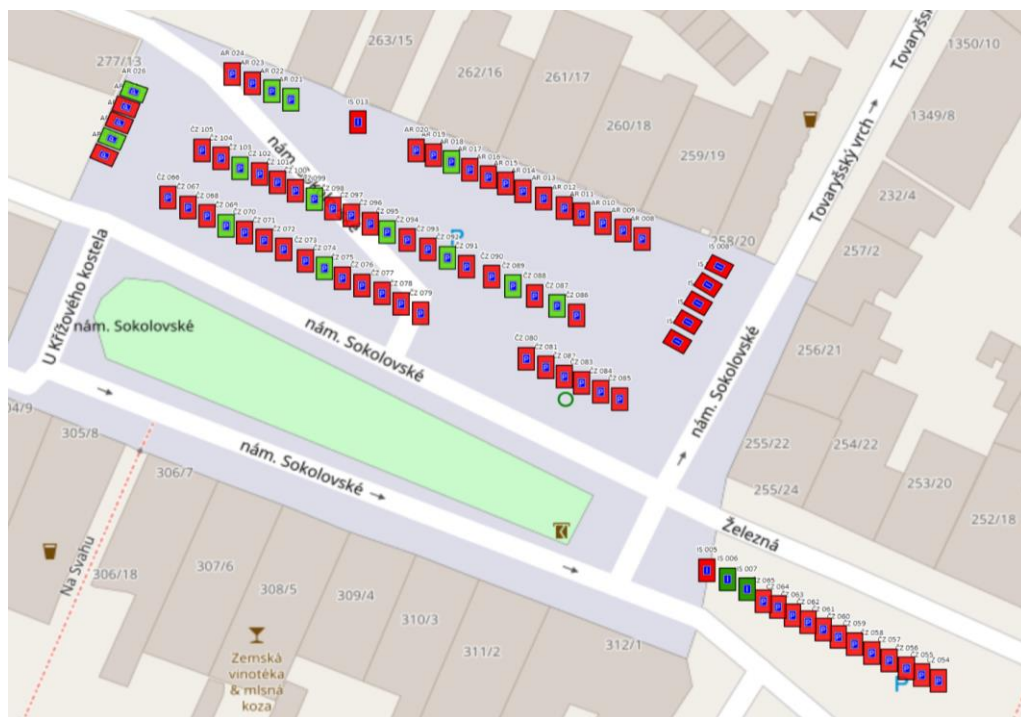 Tovaryšsk
1350/10
263/15
277/13
262/16
261/17
1349/8
260/18
259/19
232/4
Tovaryšský vrch
258/20
257/2
AR 026
AR 024
AR 023
AR 022
AR 021
IS 013
AR 020
AR 019
AR 018
AR 017
AR 016
AR 015
AR 014
AR 013
AR 012
AR 011
AR 010
AR 009
AR 008
ČZ 105
ČZ 104
ČZ 103
ČZ 102
ČZ 098
ČZ 097
ČZ 096
ČZ 095
ČZ 094
ČZ 093
ČZ 092
ČZ 091
ČZ 090
ČZ 089
ČZ 088
ČZ 087
ČZ 086
ČZ 066
ČZ 067
ČZ 068
ČZ 069
ČZ 070
ČZ 071
ČZ 072
ČZ 073
ČZ 074
ČZ 075
ČZ 076
ČZ 077
ČZ 078
ČZ 079
IS 008
P
U Křížového kostela
nám. Sokolovské
nám. Sokolovské
nám. Sokolovské
nám. Sokolovské
256/21
ČZ 080
ČZ 081
ČZ 082
ČZ 083
ČZ 084
ČZ 085
255/22
254/22
255/24
253/20
252/18
04/9
305/8
306/7
306/18
Na Svahu
307/6
308/5
309/4
310/3
311/2
312/1
Železná
IS 005
IS 006
IS 007
ČZ 065
ČZ 064
ČZ 063
ČZ 062
ČZ 061
ČZ 060
ČZ 059
ČZ 058
ČZ 057
ČZ 056
ČZ 055
ČZ 054
P
Zemská
vinotéka
& mlsná
koza